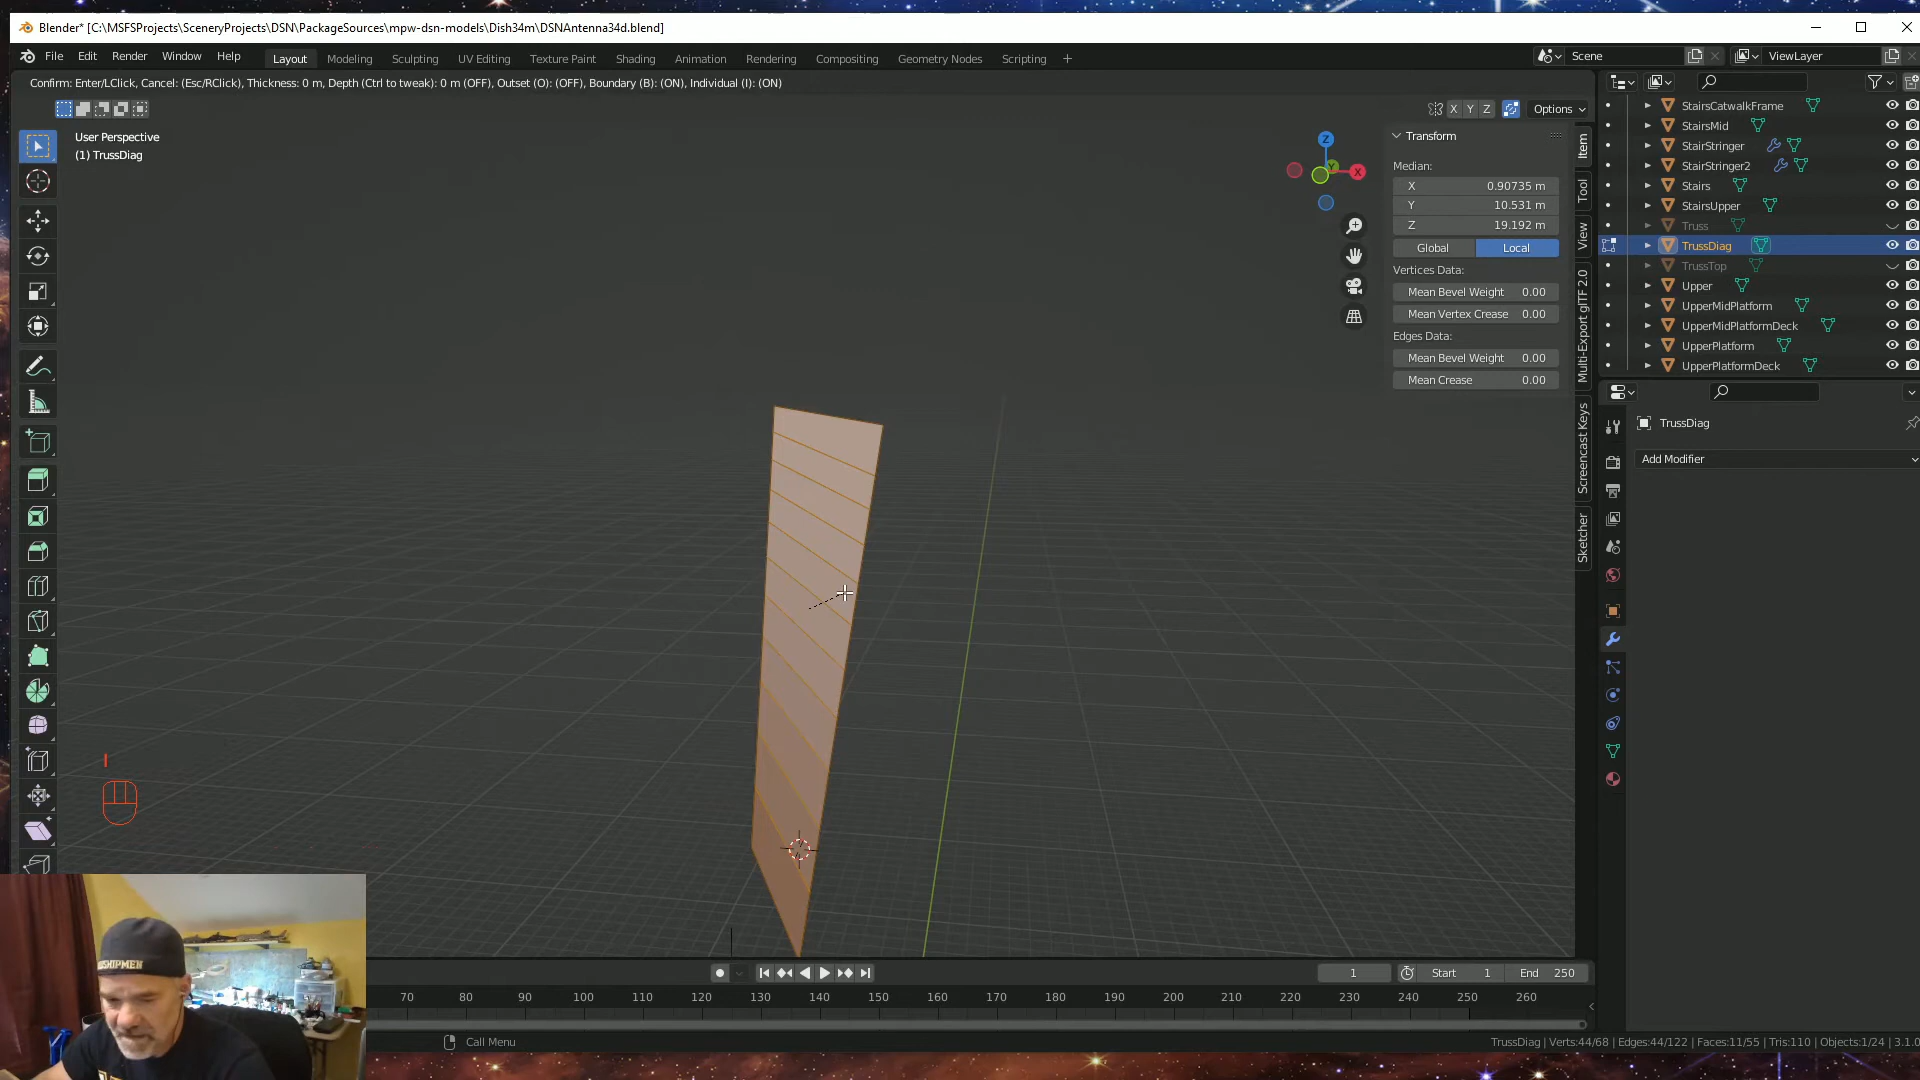 Blender* [C:\MSFSProjects\SceneryProjects\DSN\PackageSources\mpw-dsn-models\Dish34m\DSNAntenna34d.blend]
File Edit Render Window Help Layout Modeling Sculpting UV Editing Texture Paint Shading Animation Rendering Compositing Geometry Nodes Scripting + Scene ViewLayer
Confirm: Enter/LClick, Cancel: (Esc/RClick), Thickness: 0 m, Depth (Ctrl to tweak): 0 m (OFF), Outset (O): (OFF), Boundary (B): (ON), Individual (I): (ON)
X Y Z Options
User Perspective
(1) TrussDiag
Z
X
Y
Transform
Median:
X 0.90735 m
Y 10.531 m
Z 19.192 m
Global Local
Vertices Data:
Mean Bevel Weight 0.00
Mean Vertex Crease 0.00
Edges Data:
Mean Bevel Weight 0.00
Mean Crease 0.00
Item
Tool
View
Multi-Export glTF 2.0
Screencast Keys
Sketcher
StairsCatwalkFrame
StairsMid
StairStringer
StairStringer2
Stairs
StairsUpper
Truss
TrussDiag
TrussTop
Upper
UpperMidPlatform
UpperMidPlatformDeck
UpperPlatform
UpperPlatformDeck
TrussDiag
Add Modifier
I
SHIPMEN
1 Start 1 End 250
70 80 90 100 110 120 130 140 150 160 170 180 190 200 210 220 230 240 250 260
Call Menu
TrussDiag | Verts:44/68 | Edges:44/122 | Faces:11/55 | Tris:110 | Objects:1/24 | 3.1.0